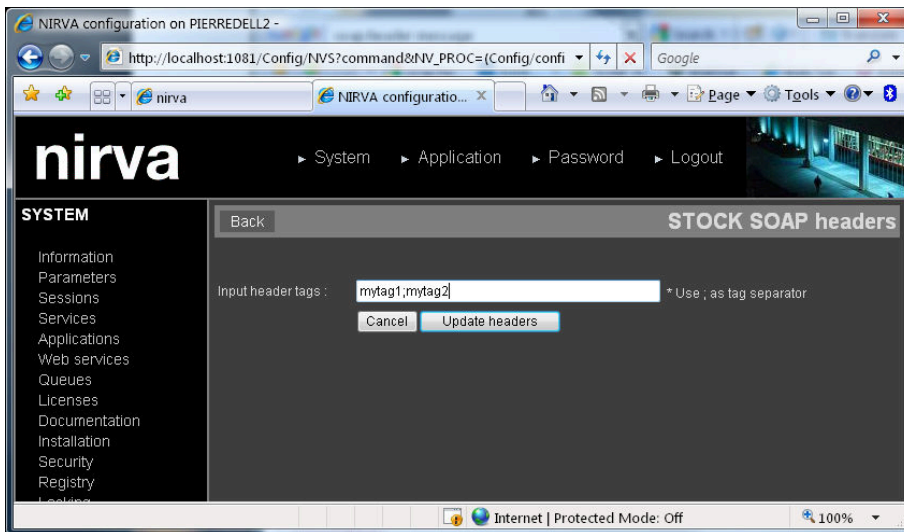 NIRVA configuration on PIERREDELL2 -
http://localhost:1081/Config/NVS?command&NV_PROC=(Config/confi
Google
nirva
NIRVA configuratio...
Page
Tools
nirva
System
Application
Password
Logout
SYSTEM
Back
STOCK SOAP headers
Information
Parameters
Sessions
Services
Applications
Web services
Queues
Licenses
Documentation
Installation
Security
Registry
Locking
Input header tags :
mytag1;mytag2
* Use ; as tag separator
Cancel
Update headers
Internet | Protected Mode: Off
100%